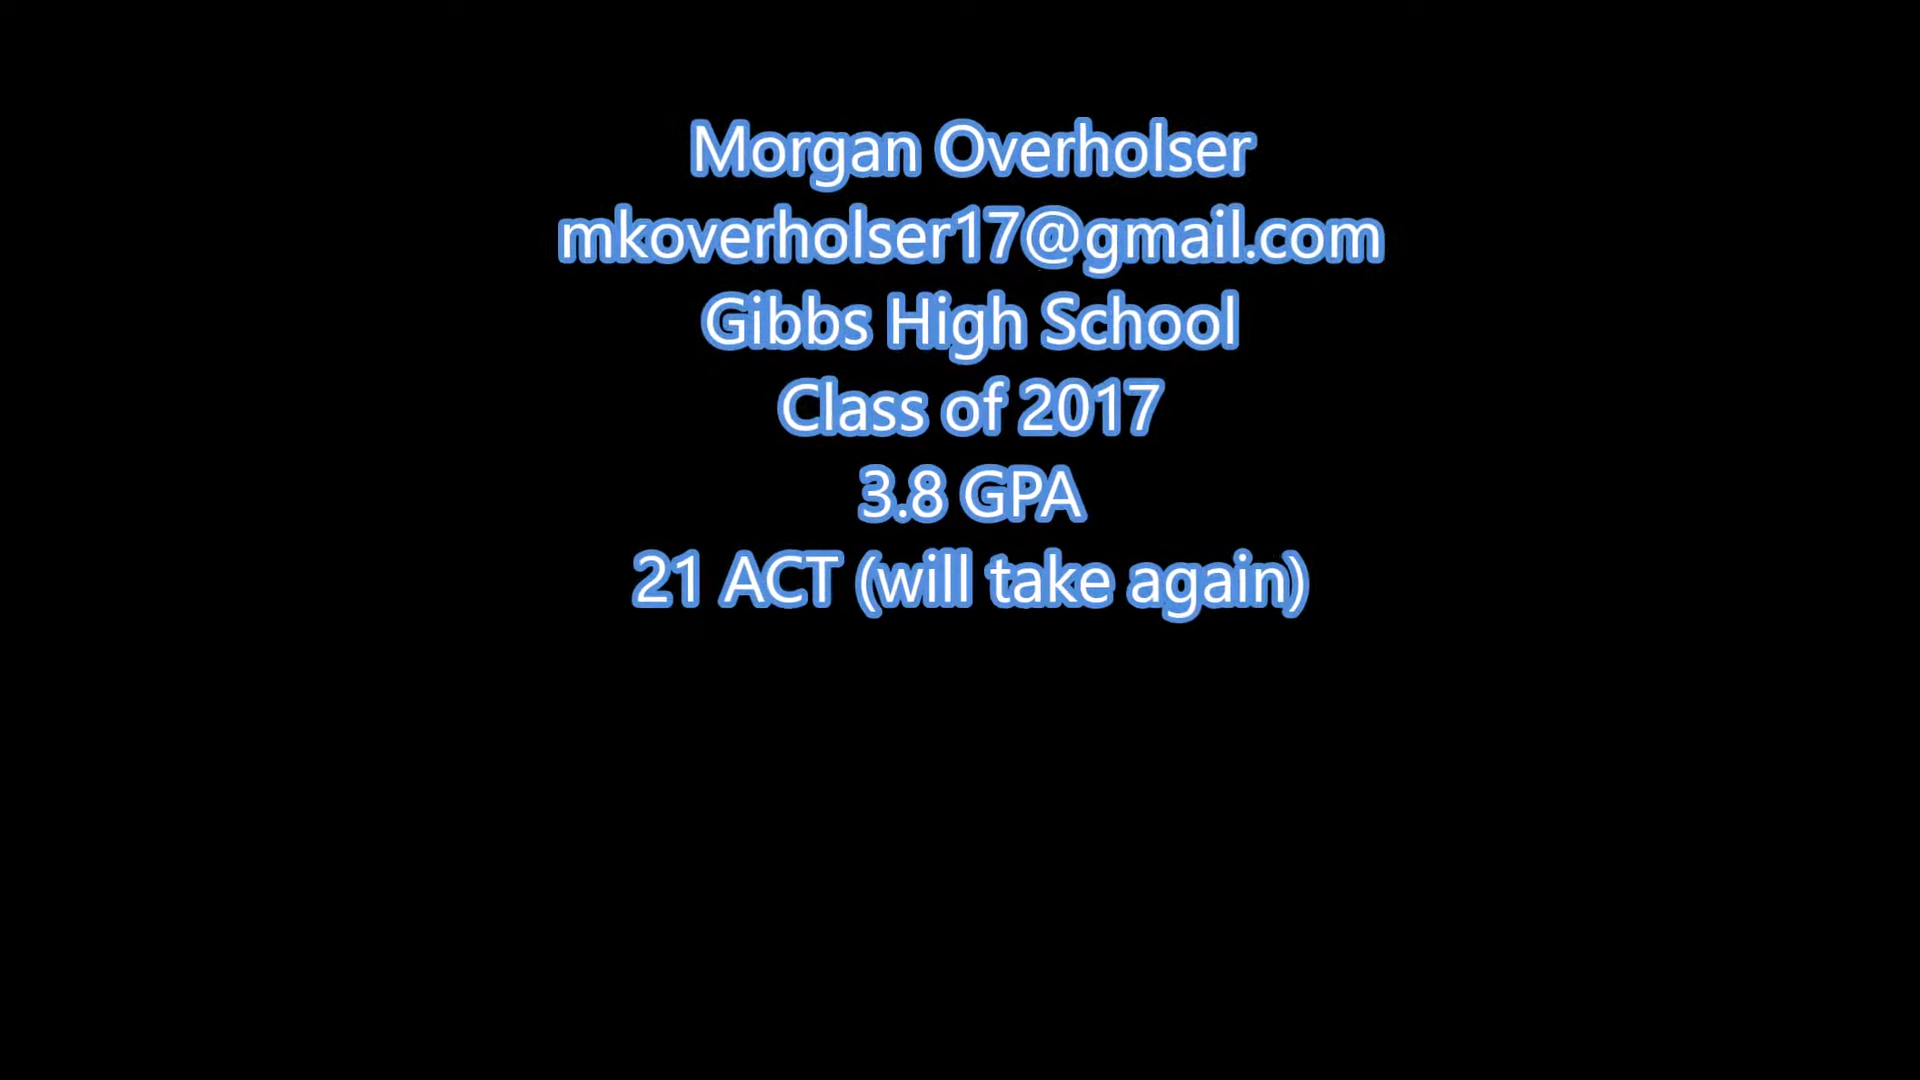 Morgan Overholser
mkoverholser17@gmail.com
Gibbs High School
Class of 2017
3.8 GPA
21 ACT (will take again)